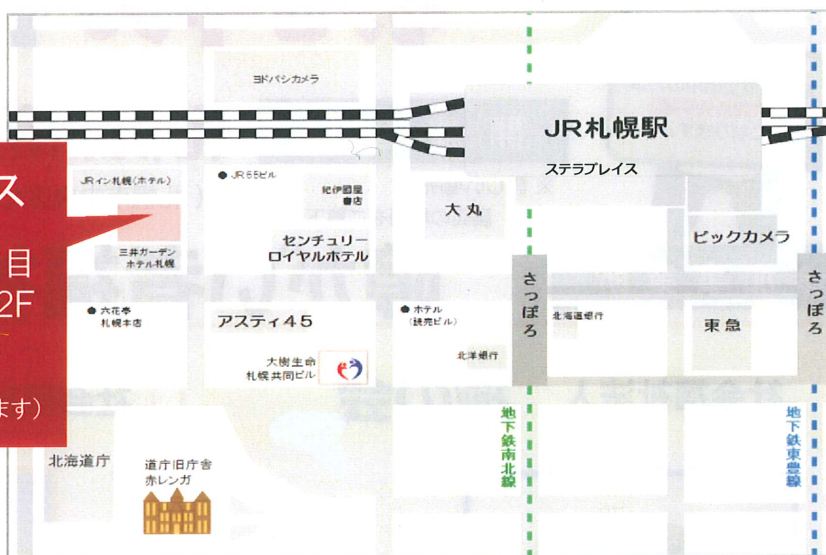 ヨドバシカメラ
JR札幌駅
ステラプレイス
ス
目
2F
ます)
JRイン札幌(ホテル)
三井ガーデン
ホテル札幌
● JR55ビル
紀伊國屋
書店
センチュリー
ロイヤルホテル
大丸
ビックカメラ
さっぽろ
さっぽろ
● 六花亭
札幌本店
アスティ45
大樹生命
札幌共同ビル
● ホテル
(読売ビル)
北洋銀行
北海道銀行
東急
地下鉄南北線
地下鉄東豊線
北海道庁
道庁旧庁舎
赤レンガ